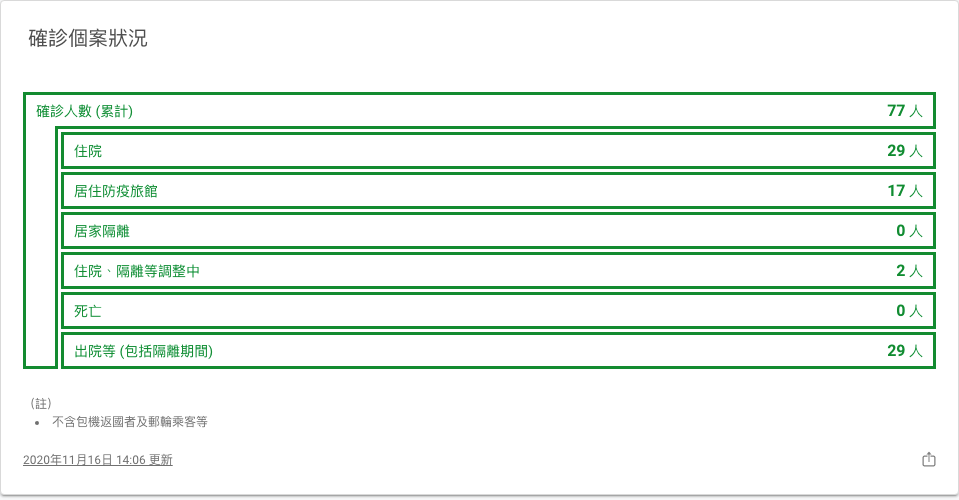 確診個案狀況
確診人數 (累計) 77 人
住院 29 人
居住防疫旅館 17 人
居家隔離 0 人
住院、隔離等調整中 2 人
死亡 0 人
出院等 (包括隔離期間) 29 人
（註）
• 不含包機返國者及郵輪乘客等
2020年11月16日 14:06 更新